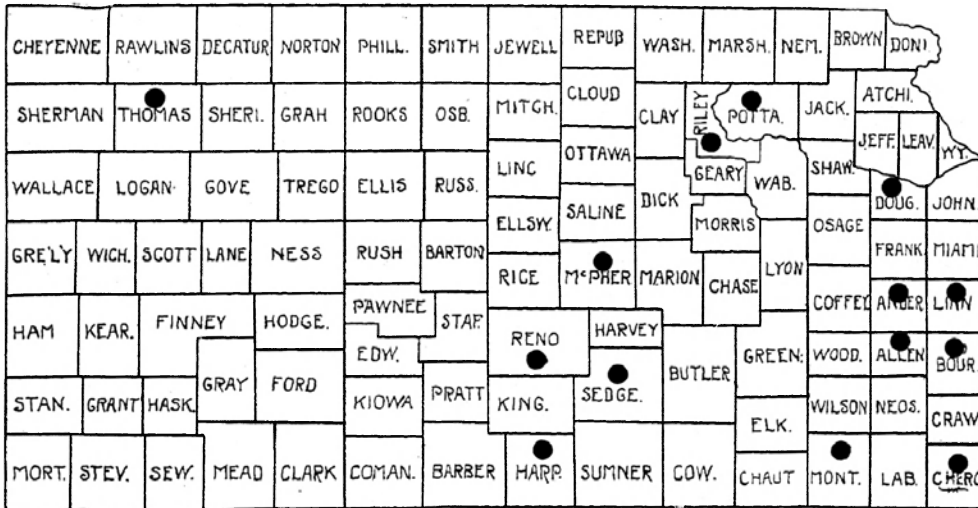 CHEYENNE RAWLINS DECATUR NORTON PHILL. SMITH JEWELL REPUB WASH. MARSH. NEM. BROWN DONI.
SHERMAN THOMAS SHERI. GRAH ROOKS OSB. MITCH. CLOUD CLAY RILEY POTTA. JACK. ATCHI.
JEFF. LEAV. WY.
WALLACE LOGAN GOVE TREGO ELLIS RUSS. LINC OTTAWA DICK GEARY WAB. SHAW. DOUG. JOHN.
ELLSW. SALINE MORRIS OSAGE
GRE'LY WICH. SCOTT LANE NESS RUSH BARTON RICE McPHER MARION CHASE LYON FRANK. MIAMI
HAM KEAR. FINNEY HODGE. PAWNEE STAF. RENO HARVEY COFFEY ANDER LINN
EDW. GREEN. WOOD. ALLEN BOUR.
STAN. GRANT HASK. GRAY FORD KIOWA PRATT KING. SEDGE. BUTLER WILSON NEOS. CRAW
ELK.
MORT. STEV. SEW. MEAD CLARK COMAN. BARBER HARP. SUMNER COW. CHAUT MONT. LAB. CHERO